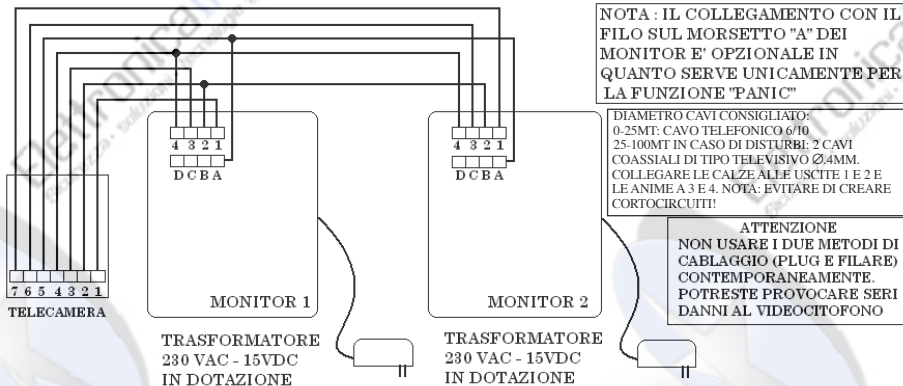 NOTA : IL COLLEGAMENTO CON IL
FILO SUL MORSETTO "A" DEI
MONITOR E' OPZIONALE IN
QUANTO SERVE UNICAMENTE PER
LA FUNZIONE "PANIC"
DIAMETRO CAVI CONSIGLIATO:
0-25MT: CAVO TELEFONICO 6/10
25-100MT IN CASO DI DISTURBI: 2 CAVI
COASSIALI DI TIPO TELEVISIVO Ø.4MM.
COLLEGARE LE CALZE ALLE USCITE 1 E 2 E
LE ANIME A 3 E 4. NOTA: EVITARE DI CREARE
CORTOCIRCUITI!
ATTENZIONE
NON USARE I DUE METODI DI
CABLAGGIO (PLUG E FILARE)
CONTEMPORANEAMENTE.
POTRESTE PROVOCARE SERI
DANNI AL VIDEOCITOFONO
4 3 2 1
D C B A
4 3 2 1
D C B A
7 6 5 4 3 2 1
TELECAMERA
MONITOR 1
MONITOR 2
TRASFORMATORE
230 VAC - 15VDC
IN DOTAZIONE
TRASFORMATORE
230 VAC - 15VDC
IN DOTAZIONE
Elettronica